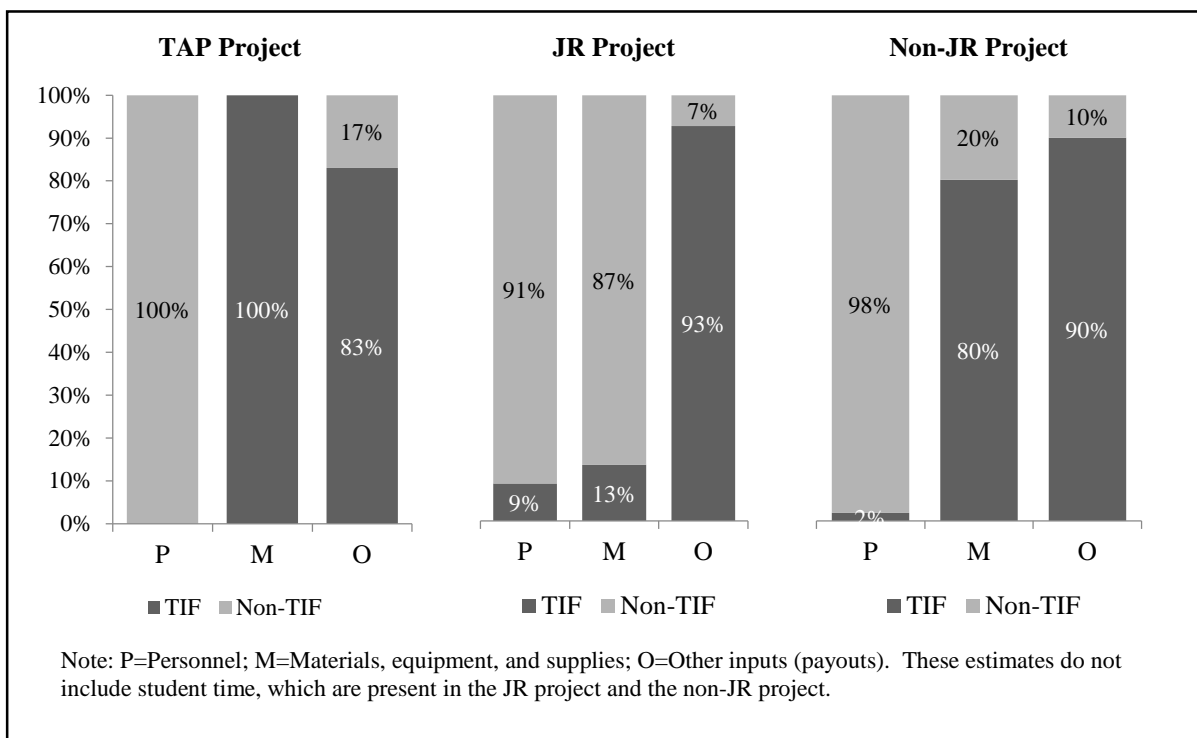 TAP Project
JR Project
Non-JR Project
100%
90%
80%
70%
60%
50%
40%
30%
20%
10%
0%
17%
100%
100%
83%
P
M
O
TIF
Non-TIF
7%
91%
87%
93%
9%
13%
P
M
O
TIF
Non-TIF
10%
20%
98%
80%
90%
2%
P
M
O
TIF
Non-TIF
Note: P=Personnel; M=Materials, equipment, and supplies; O=Other inputs (payouts). These estimates do not
include student time, which are present in the JR project and the non-JR project.